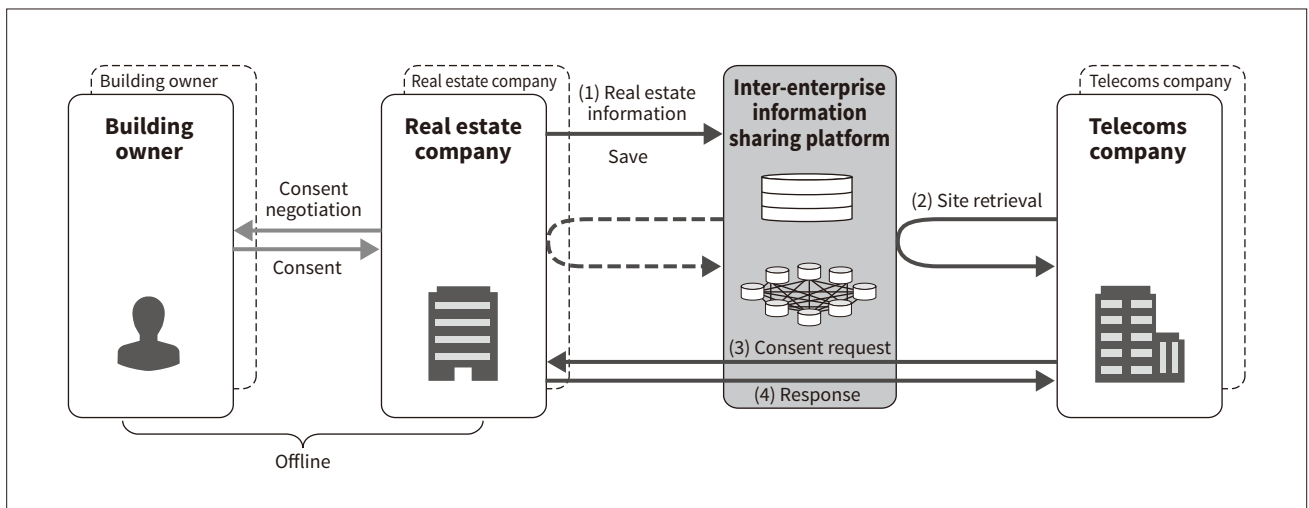 Building owner
Building
owner
Consent
negotiation
Consent
Real estate company
Real estate
company
Offline
(1) Real estate
information
Save
Inter-enterprise
information
sharing platform
(2) Site retrieval
(3) Consent request
(4) Response
Telecoms company
Telecoms
company